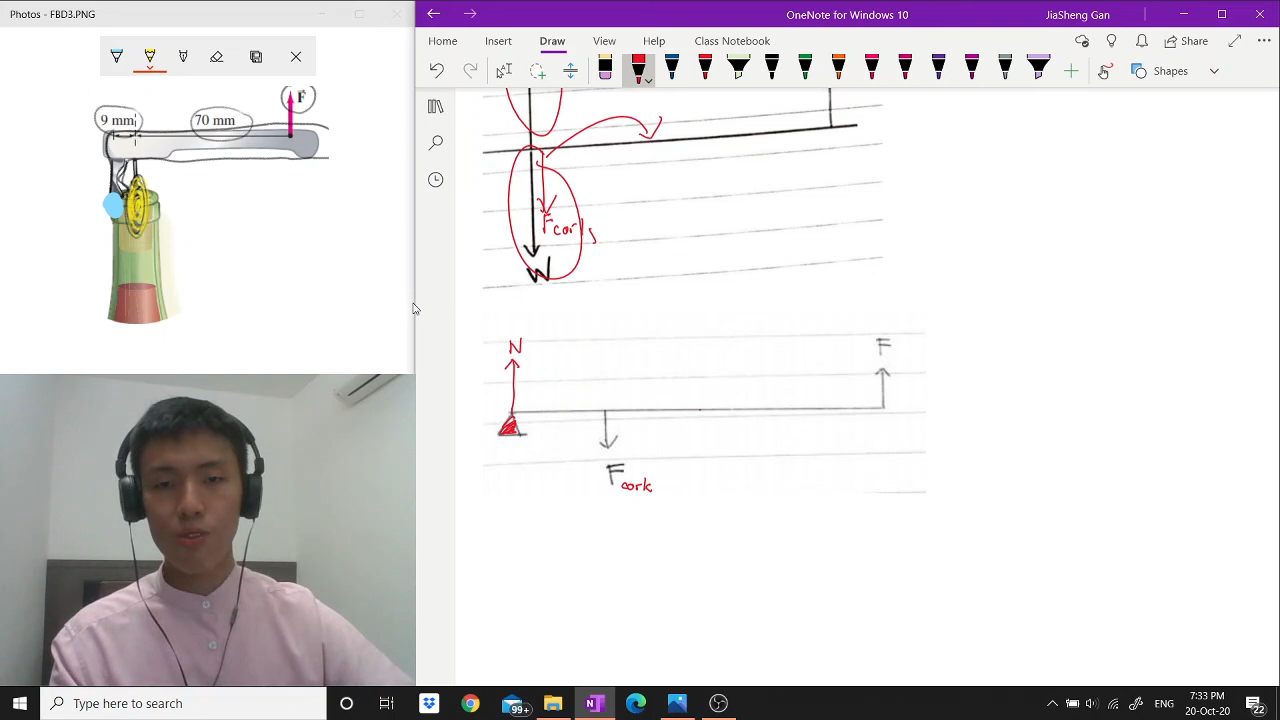 Photos - FBD3.PNG
OneNote for Windows 10
JiaSheng Gan
Home
Insert
Draw
View
Help
Class Notebook
Share
Shapes
9 mm
70 mm
F
W
N
F
F cork
Type here to search
99+
ENG
7:33 PM
20-Oct-20
22